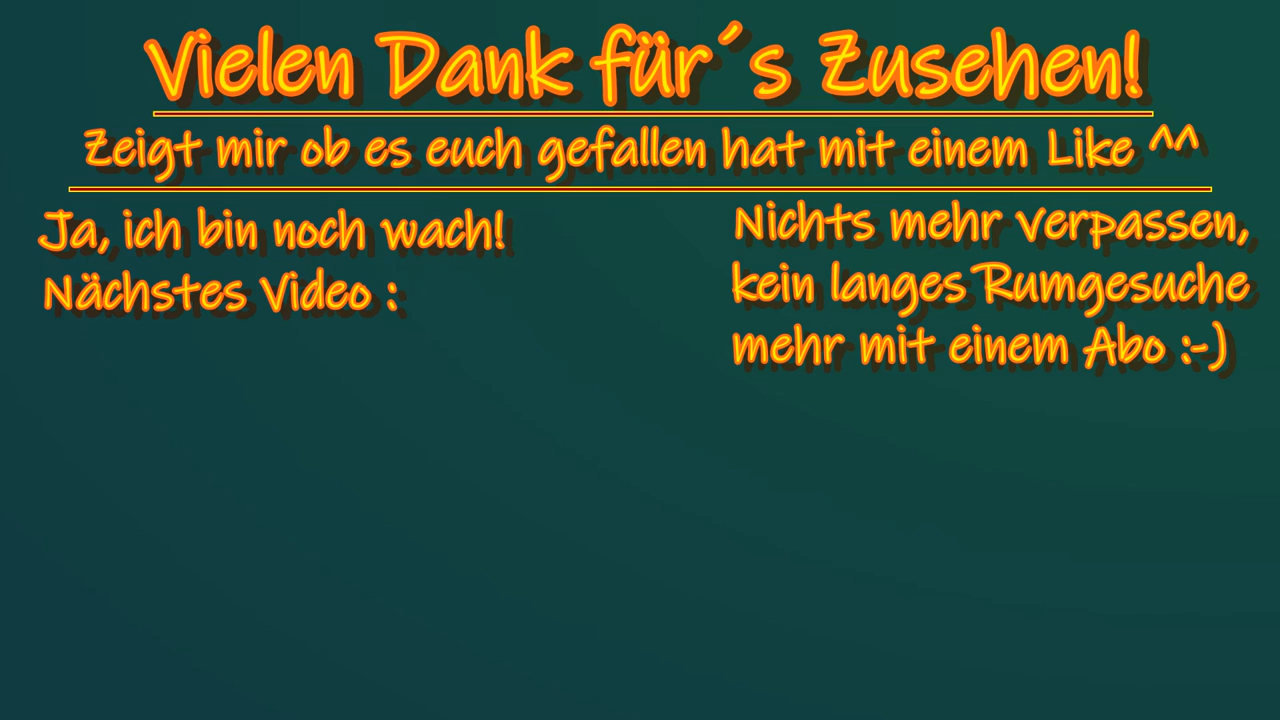 Vielen Dank für´s Zusehen!
Zeigt mir ob es euch gefallen hat mit einem Like ^^
Ja, ich bin noch wach!
Nächstes Video :
Nichts mehr verpassen,
kein langes Rumgesuche
mehr mit einem Abo :-)